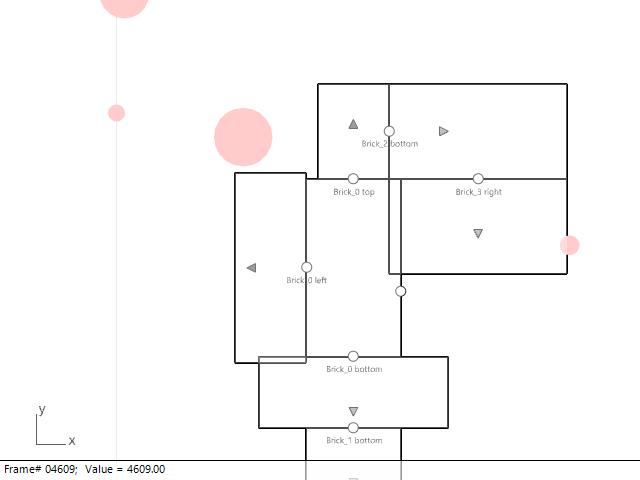 Brick_2 bottom
Brick_0 top
Brick_3 right
Brick_0 left
Brick_0 bottom
y
x
Brick_1 bottom
Frame# 04609; Value = 4609.00